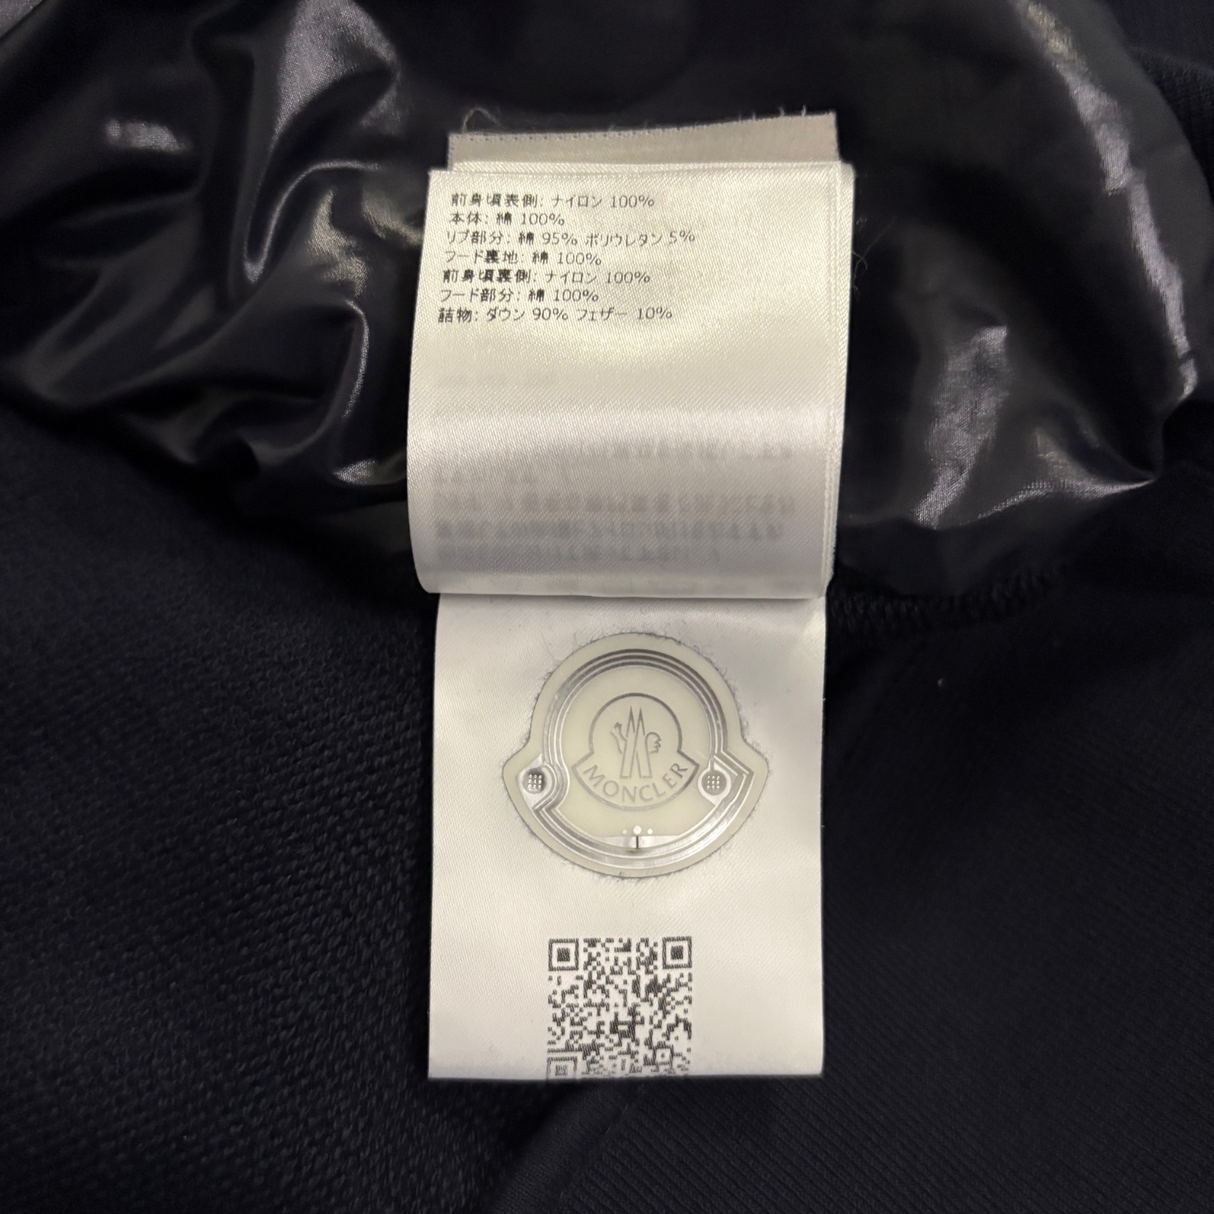 前身頃表側: ナイロン 100%
本体: 綿 100%
リブ部分: 綿 95% ポリウレタン 5%
フード裏地: 綿 100%
前身頃裏側: ナイロン 100%
フード部分: 綿 100%
詰物: ダウン 90% フェザー 10%
MONCLER